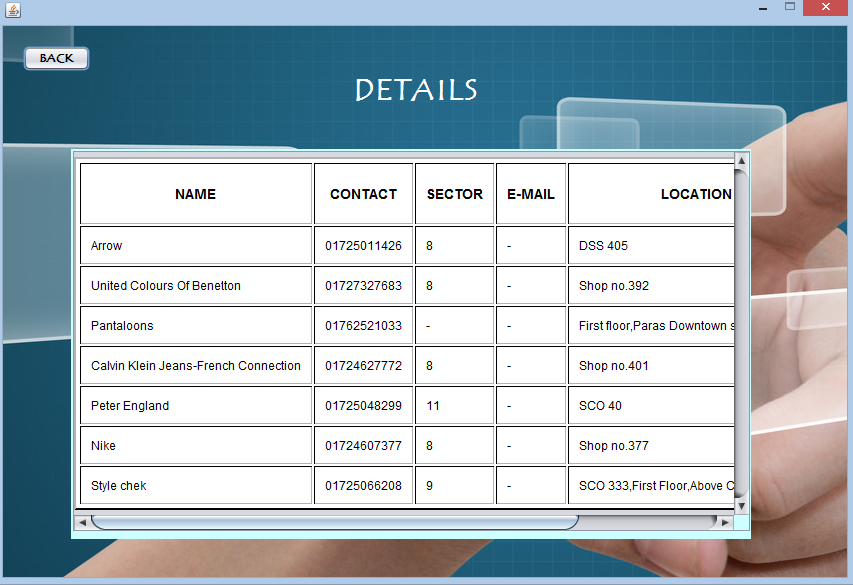 BACK
DETAILS
NAME CONTACT SECTOR E-MAIL LOCATION
Arrow 01725011426 8 - DSS 405
United Colours Of Benetton 01727327683 8 - Shop no.392
Pantaloons 01762521033 - - First floor,Paras Downtown s
Calvin Klein Jeans-French Connection 01724627772 8 - Shop no.401
Peter England 01725048299 11 - SCO 40
Nike 01724607377 8 - Shop no.377
Style chek 01725066208 9 - SCO 333,First Floor,Above C